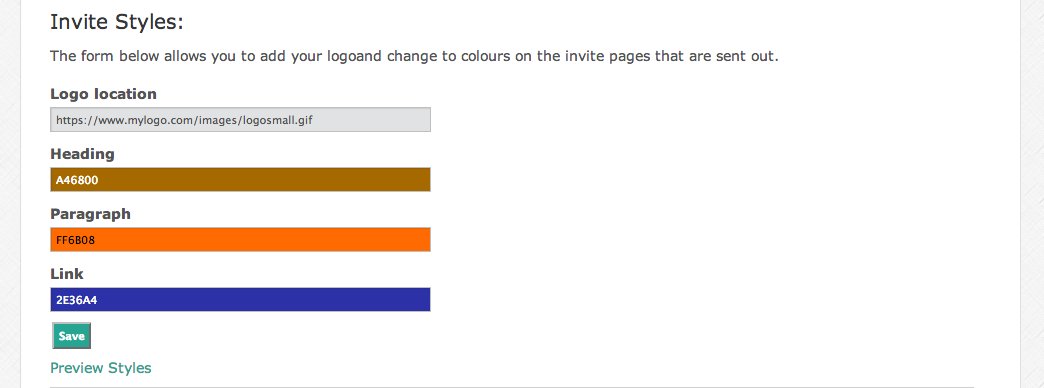 Invite Styles:
The form below allows you to add your logoand change to colours on the invite pages that are sent out.
Logo location
https://www.mylogo.com/images/logosmall.gif
Heading
A46800
Paragraph
FF6B08
Link
2E36A4
Save
Preview Styles